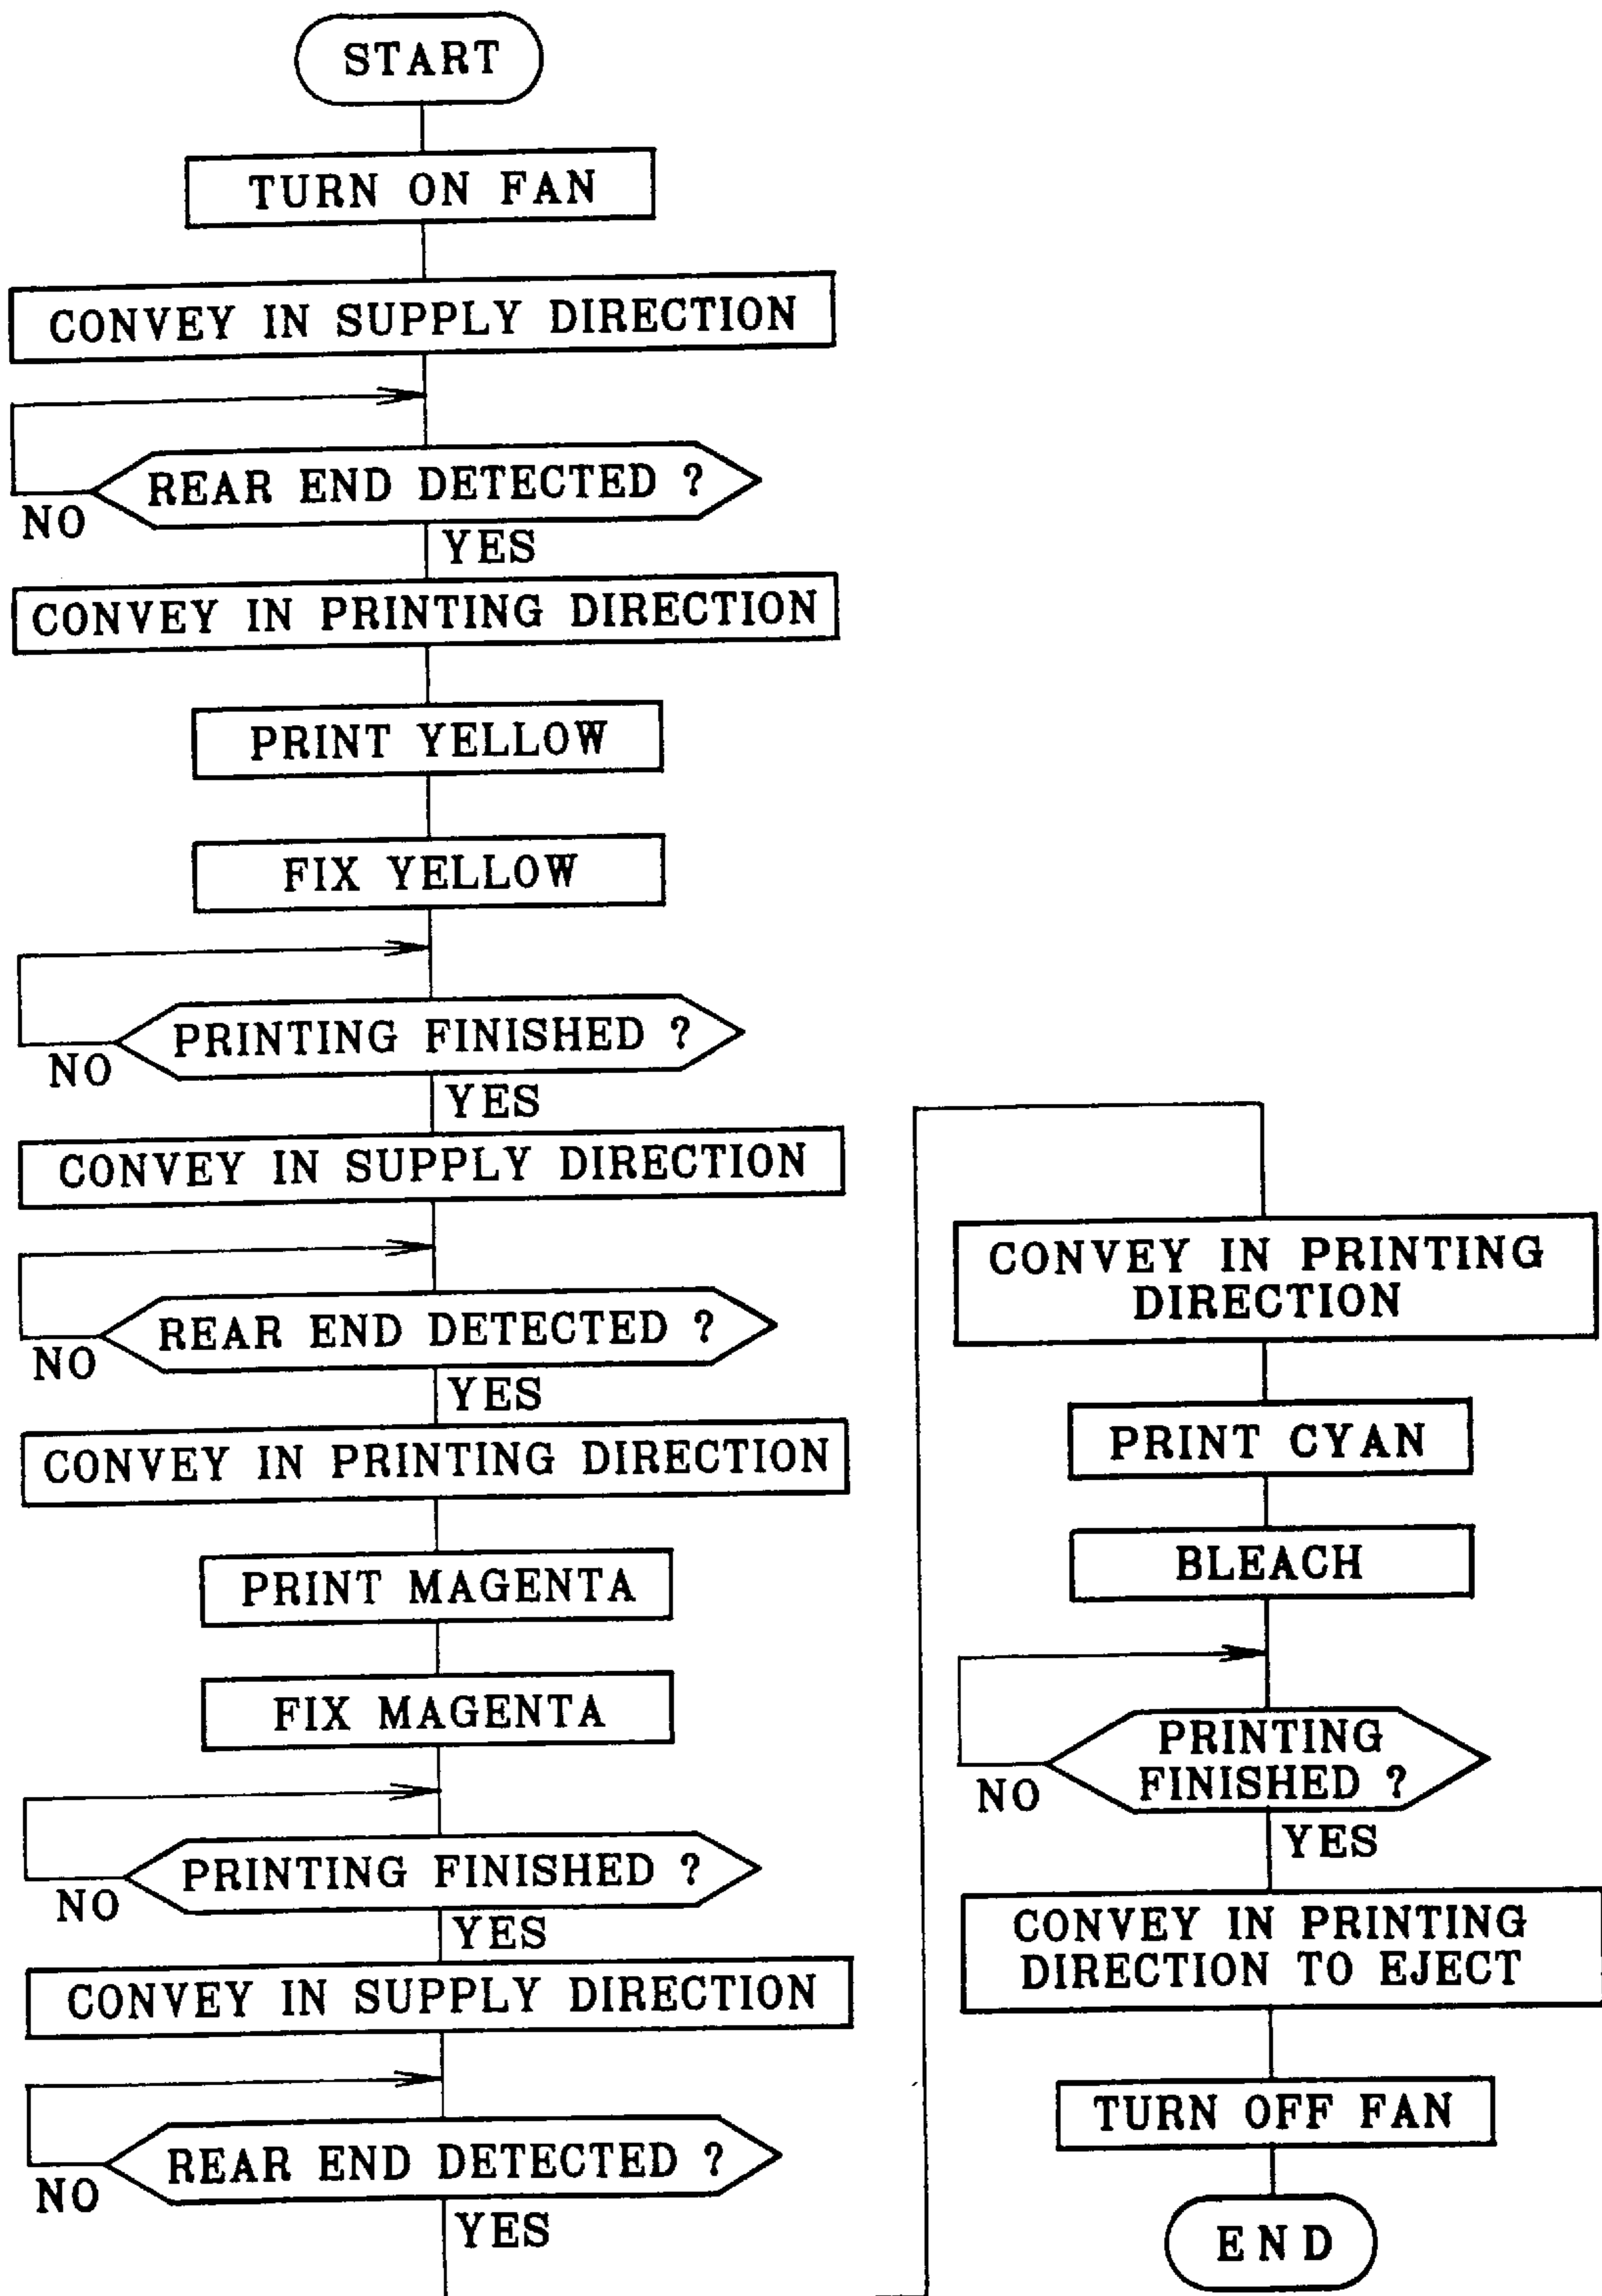 START
TURN ON FAN
CONVEY IN SUPPLY DIRECTION
REAR END DETECTED ?
NO
YES
CONVEY IN PRINTING DIRECTION
PRINT YELLOW
FIX YELLOW
PRINTING FINISHED ?
NO
YES
CONVEY IN SUPPLY DIRECTION
REAR END DETECTED ?
NO
YES
CONVEY IN PRINTING DIRECTION
PRINT MAGENTA
FIX MAGENTA
PRINTING FINISHED ?
NO
YES
CONVEY IN SUPPLY DIRECTION
REAR END DETECTED ?
NO
YES
CONVEY IN PRINTING
DIRECTION
PRINT CYAN
BLEACH
PRINTING
FINISHED ?
NO
YES
CONVEY IN PRINTING
DIRECTION TO EJECT
TURN OFF FAN
END